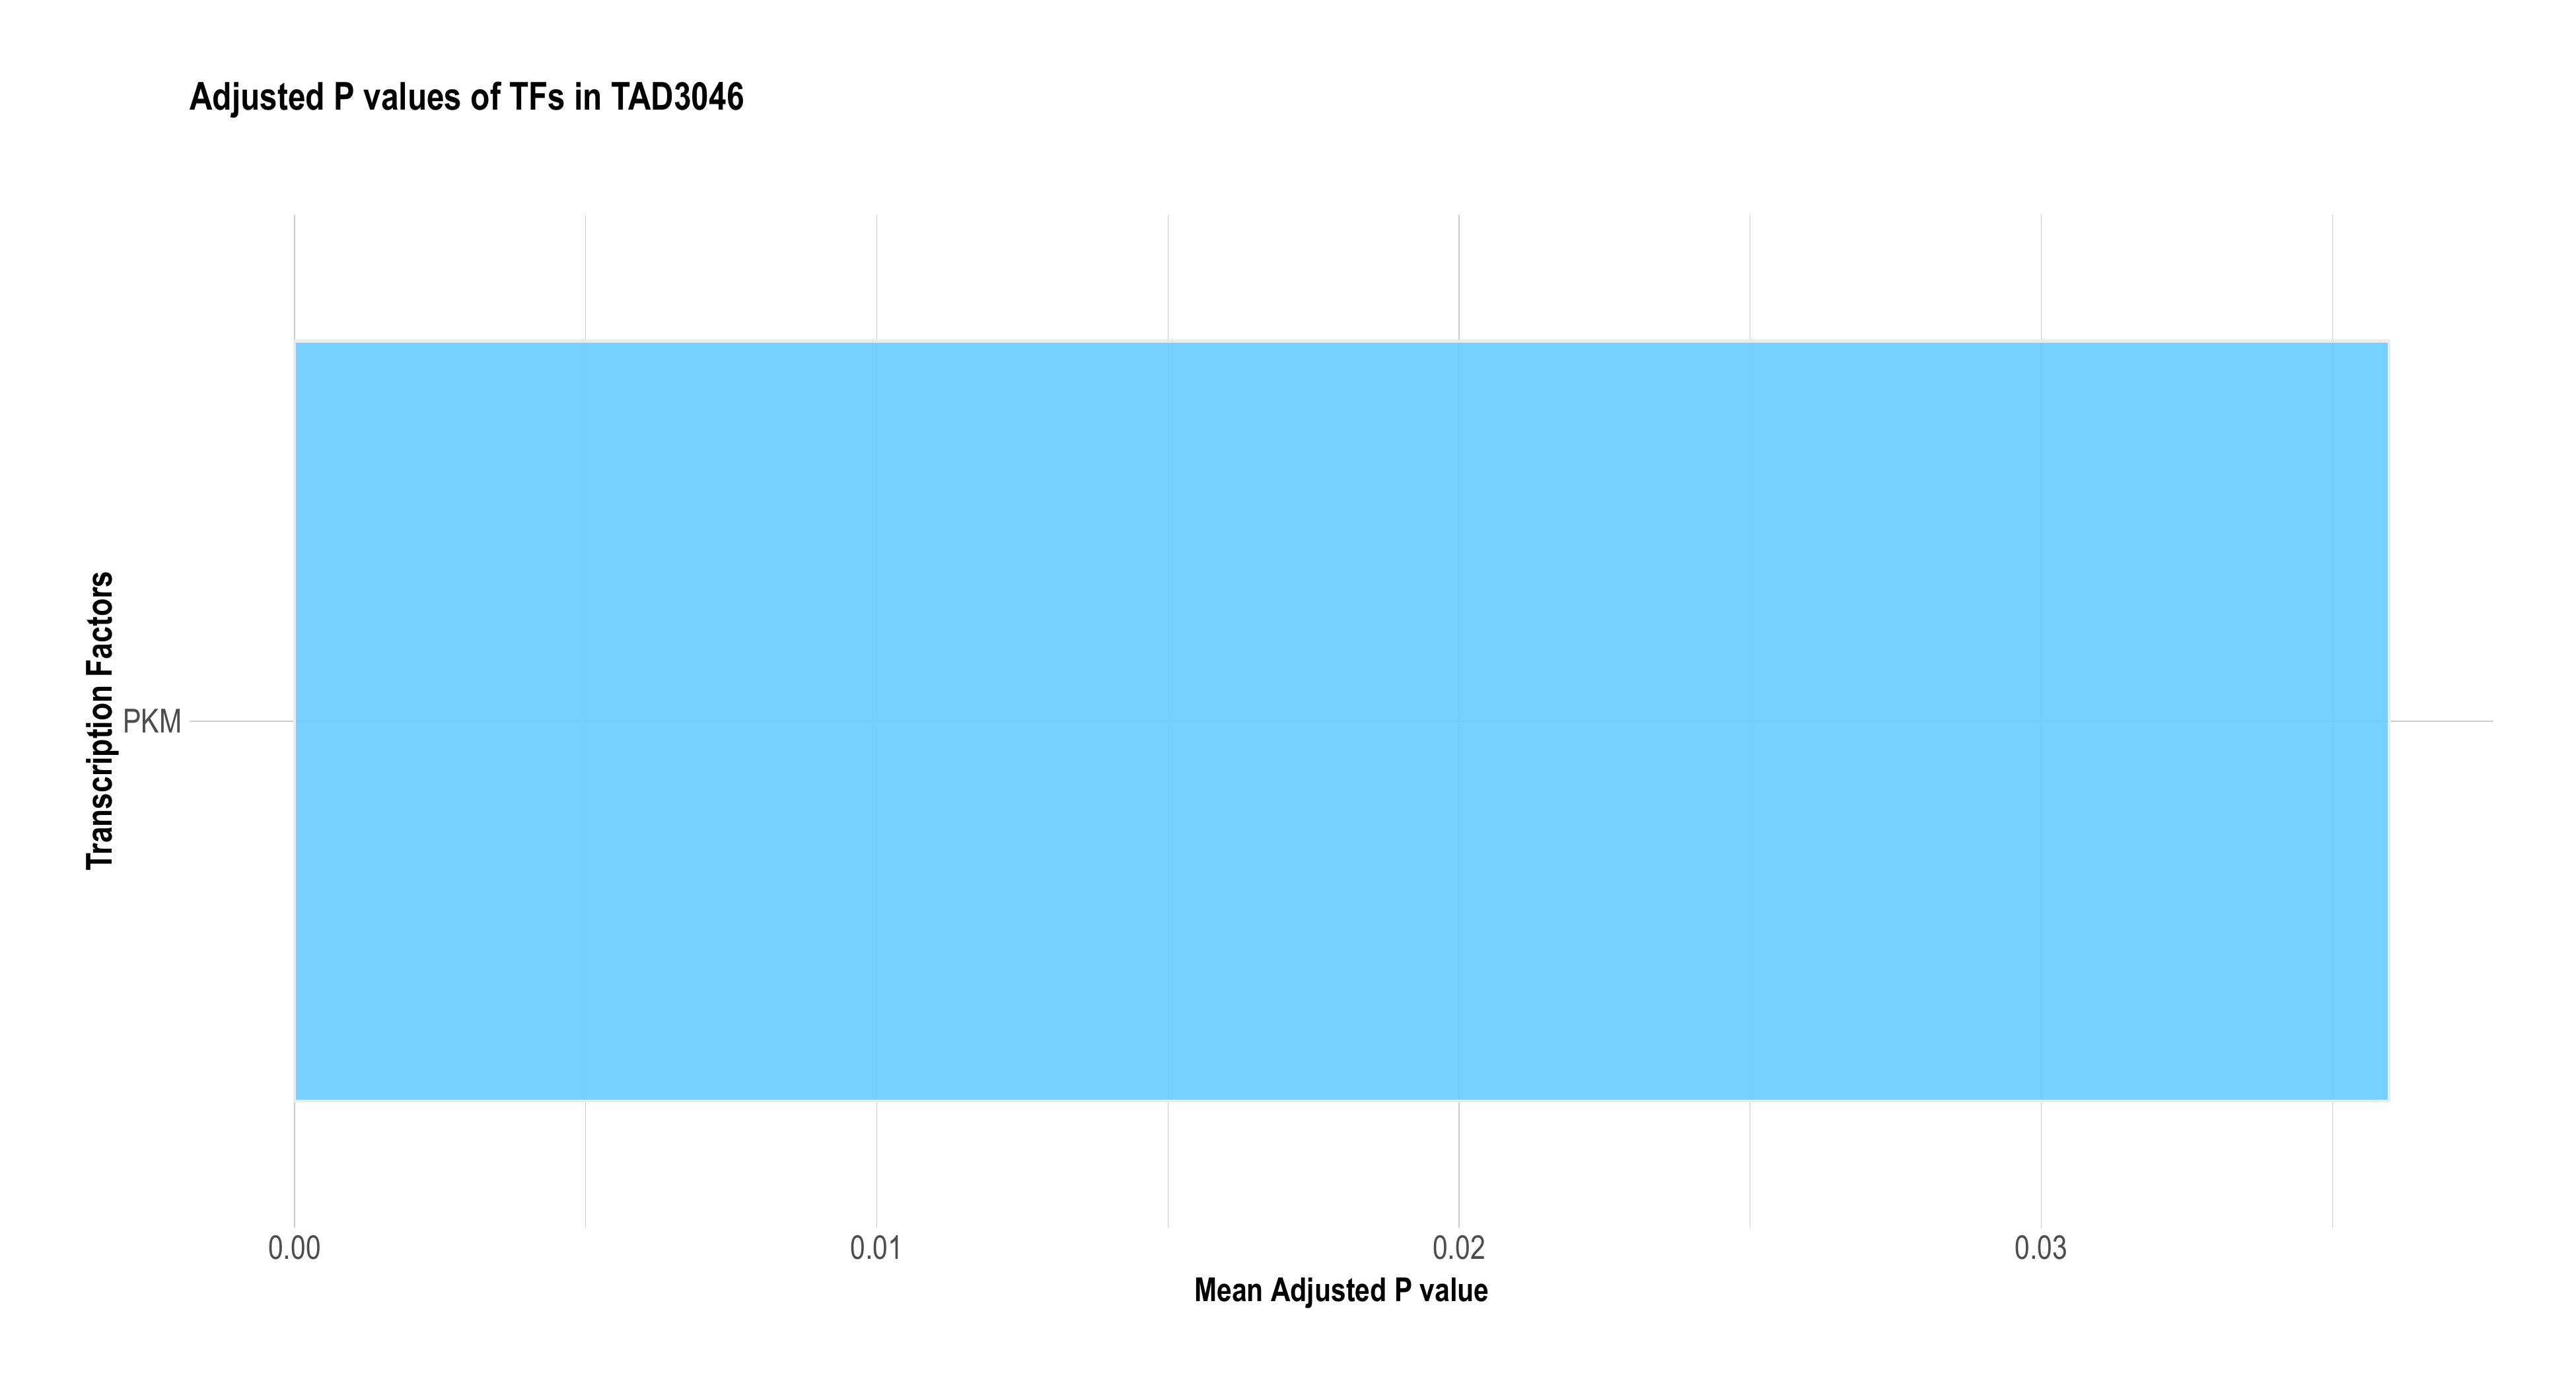 Adjusted P values of TFs in TAD3046
Transcription Factors
PKM
0.00
0.01
0.02
0.03
Mean Adjusted P value